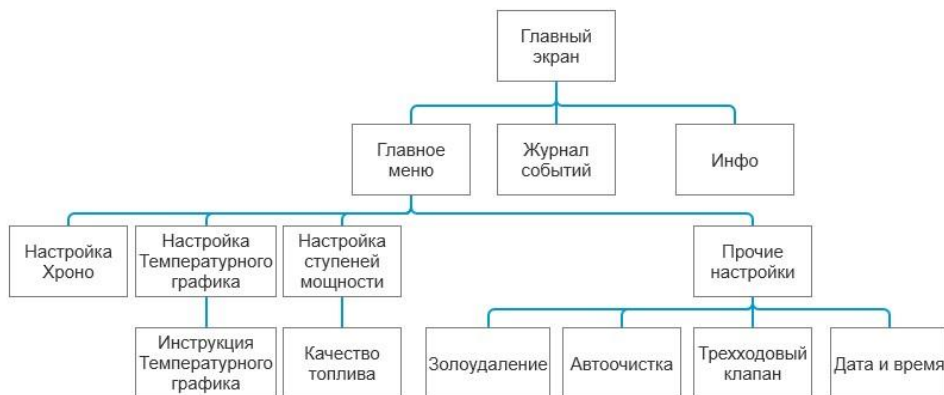 Главный
экран
Главное
меню
Журнал
событий
Инфо
Настройка
Хроно
Настройка
Температурного
графика
Настройка
ступеней
мощности
Прочие
настройки
Инструкция
Температурного
графика
Качество
топлива
Золоудаление
Автоочистка
Трехходовый
клапан
Дата и время